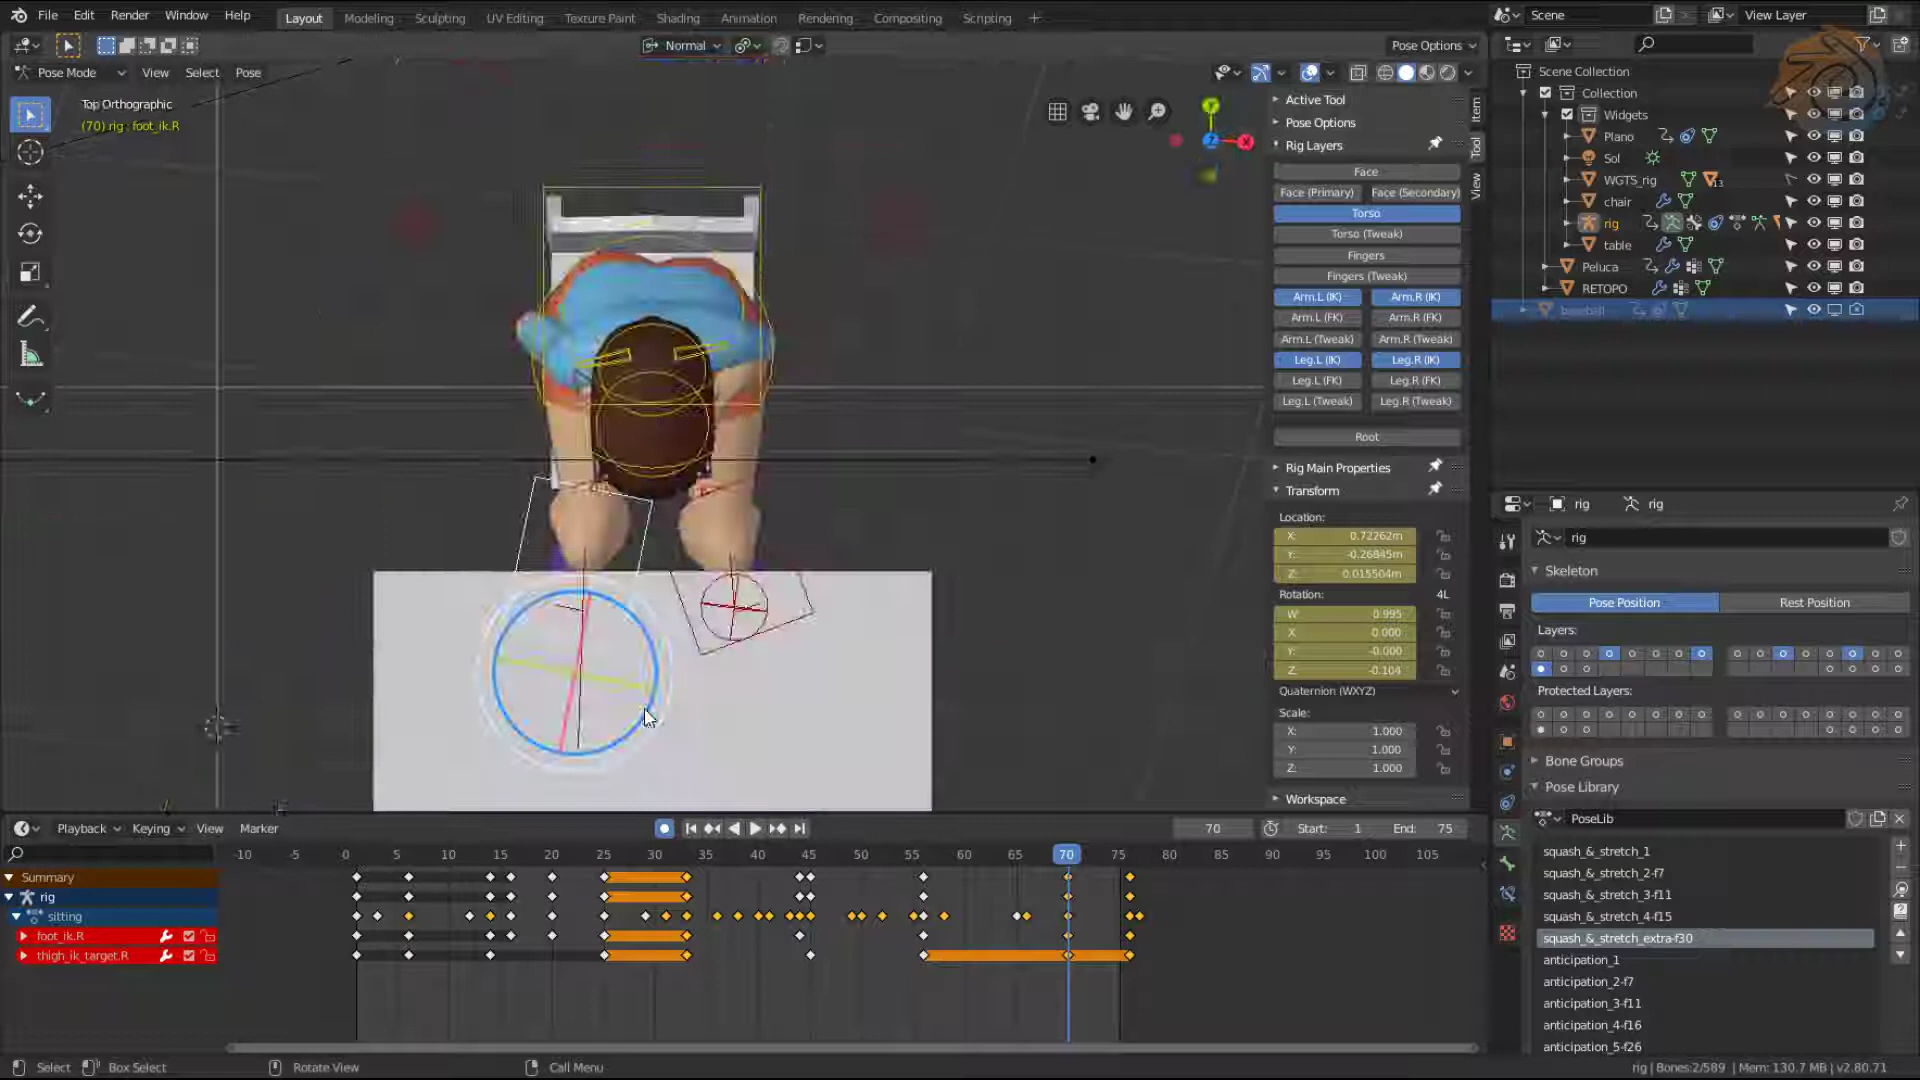 File Edit Render Window Help Layout Modeling Sculpting UV Editing Texture Paint Shading Animation Rendering Compositing Scripting + Scene View Layer
Normal Pose Options
Pose Mode View Select Pose
Top Orthographic
(70) rig : foot_ik.R
Active Tool
Pose Options
Rig Layers
Face
Face (Primary) Face (Secondary)
Torso
Torso (Tweak)
Fingers
Fingers (Tweak)
Arm.L (IK) Arm.R (IK)
Arm.L (FK) Arm.R (FK)
Arm.L (Tweak) Arm.R (Tweak)
Leg.L (IK) Leg.R (IK)
Leg.L (FK) Leg.R (FK)
Leg.L (Tweak) Leg.R (Tweak)
Root
Rig Main Properties
Transform
Location:
X: 0.72262m
Y: -0.26845m
Z: 0.015504m
Rotation: 4L
W: 0.995
X: 0.000
Y: -0.000
Z: -0.104
Quaternion (WXYZ)
Scale:
X: 1.000
Y: 1.000
Z: 1.000
Workspace
Item
Tool
View
Y
Z
X
Scene Collection
Collection
Widgets
Plano
Sol
WGTS_rig 13
chair
rig
table
Peluca
RETOPO
baseball
rig rig
rig
Skeleton
Pose Position Rest Position
Layers:
Protected Layers:
Bone Groups
Pose Library
PoseLib
squash_&_stretch_1
squash_&_stretch_2-f7
squash_&_stretch_3-f11
squash_&_stretch_4-f15
squash_&_stretch_extra-f30
anticipation_1
anticipation_2-f7
anticipation_3-f11
anticipation_4-f16
anticipation_5-f26
Playback Keying View Marker 70 Start: 1 End: 75
-10 -5 0 5 10 15 20 25 30 35 40 45 50 55 60 65 70 75 80 85 90 95 100 105
Summary
rig
sitting
foot_ik.R
thigh_ik_target.R
Select Box Select Rotate View Call Menu rig | Bones:2/589 | Mem: 130.7 MB | v2.80.71